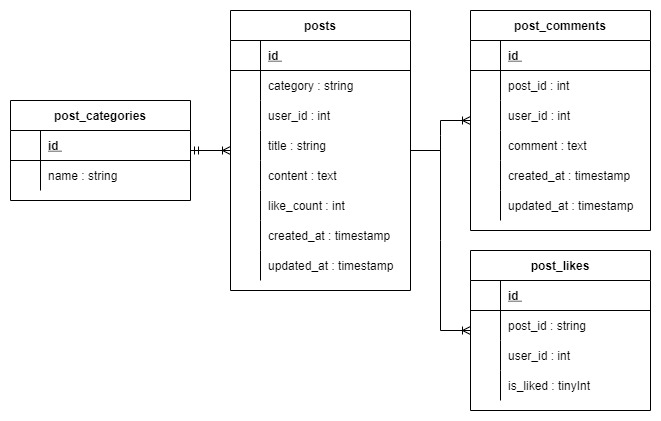 post_categories
id
name : string
posts
id
category : string
user_id : int
title : string
content : text
like_count : int
created_at : timestamp
updated_at : timestamp
post_comments
id
post_id : int
user_id : int
comment : text
created_at : timestamp
updated_at : timestamp
post_likes
id
post_id : string
user_id : int
is_liked : tinyInt